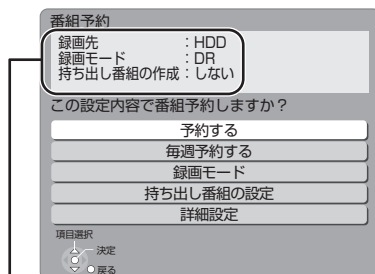 番組予約
録画先　　　　：HDD
録画モード　　：DR
持ち出し番組の作成：しない
この設定内容で番組予約しますか？
予約する
毎週予約する
録画モード
持ち出し番組の設定
詳細設定
項目選択
決定
戻る